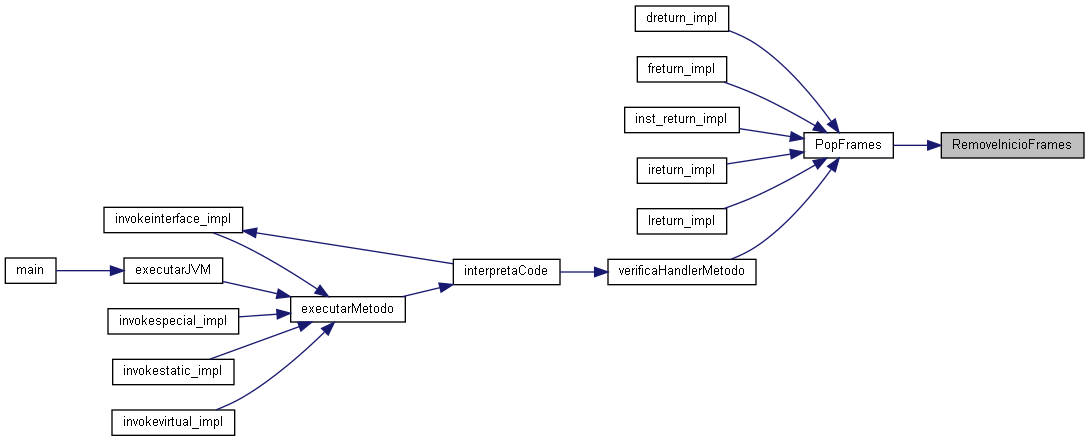 dreturn_impl
freturn_impl
inst_return_impl
PopFrames
RemoveInicioFrames
ireturn_impl
lreturn_impl
invokeinterface_impl
main
executarJVM
interpretaCode
verificaHandlerMetodo
executarMetodo
invokespecial_impl
invokestatic_impl
invokevirtual_impl